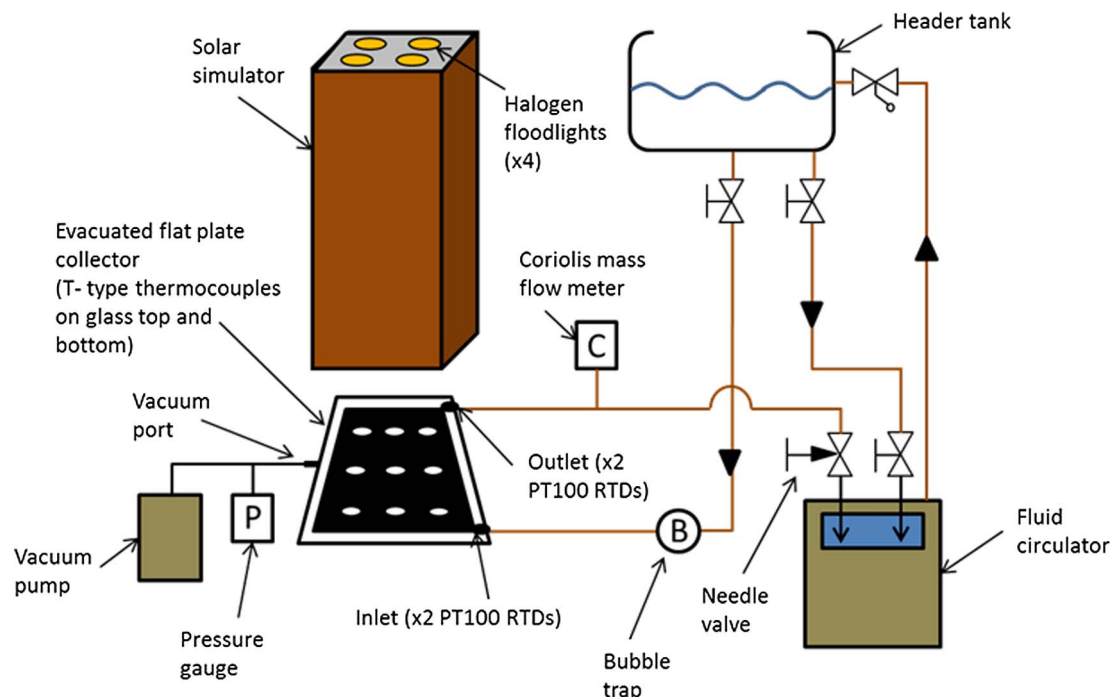 Solar
simulator
Halogen
floodlights
(x4)
Header tank
Evacuated flat plate
collector
(T- type thermocouples
on glass top and
bottom)
Coriolis mass
flow meter
C
Vacuum
port
Outlet (x2
PT100 RTDs)
P
B
Vacuum
pump
Pressure
gauge
Inlet (x2 PT100 RTDs)
Bubble
trap
Needle
valve
Fluid
circulator